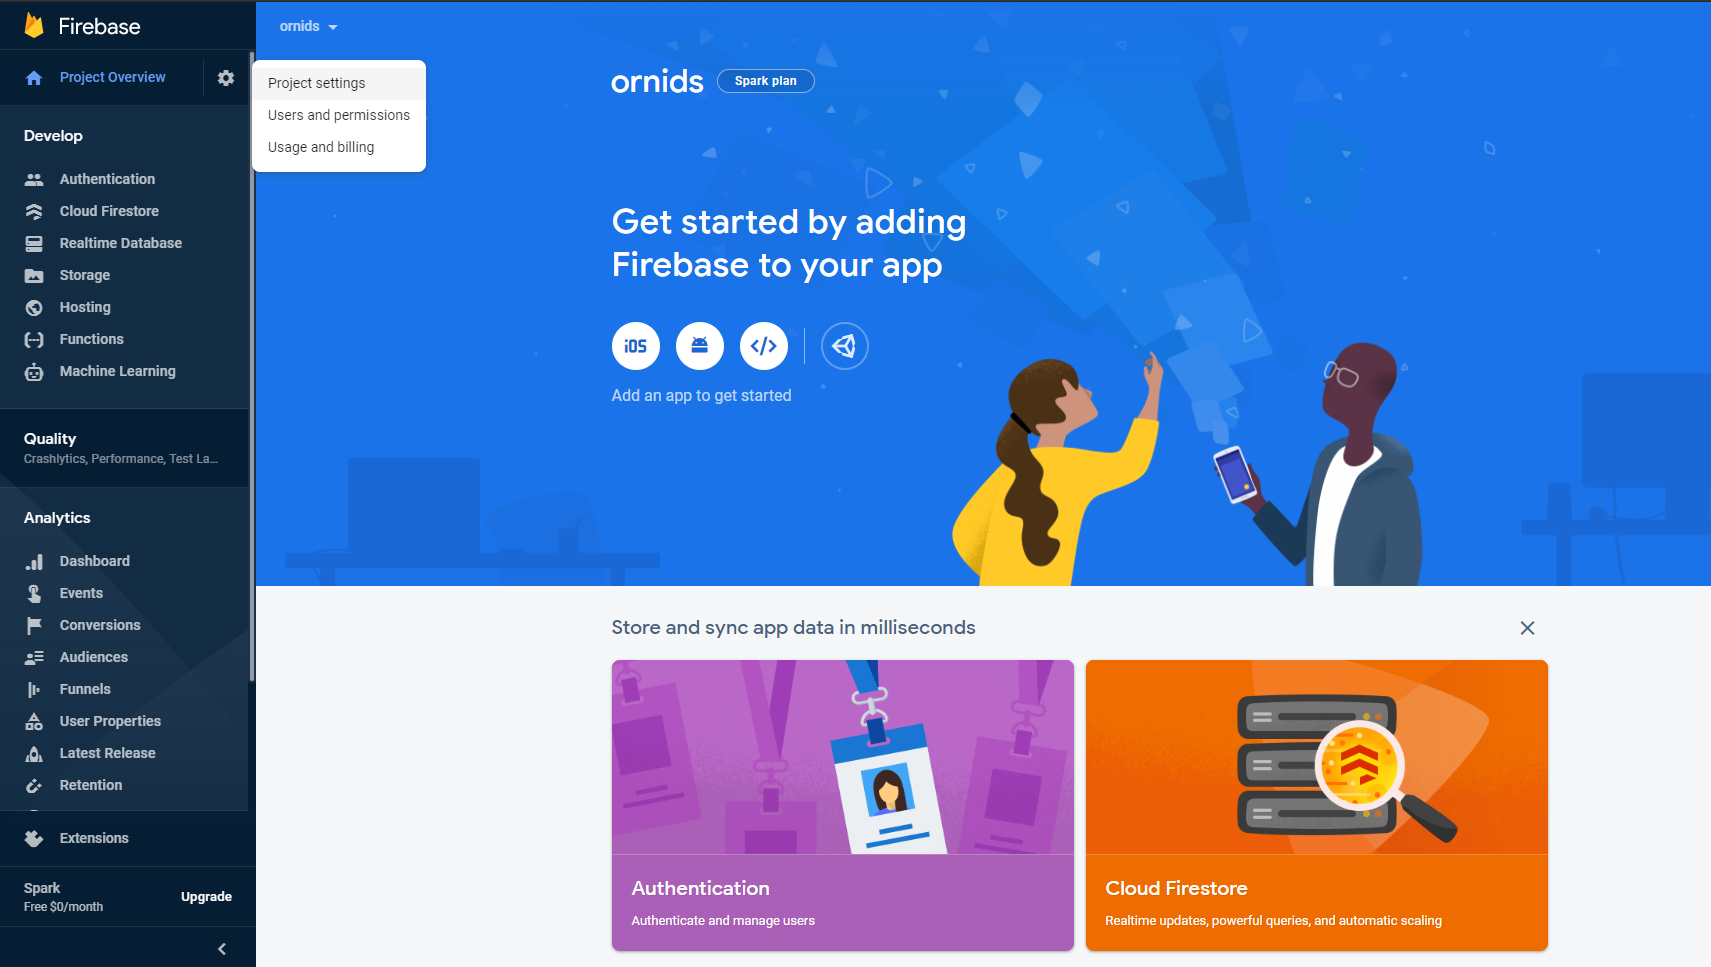 Firebase
Project Overview
Develop
Authentication
Cloud Firestore
Realtime Database
Storage
Hosting
Functions
Machine Learning
Quality
Crashlytics, Performance, Test La...
Analytics
Dashboard
Events
Conversions
Audiences
Funnels
User Properties
Latest Release
Retention
Extensions
Spark
Free $0/month
Upgrade
ornids
Project settings
Users and permissions
Usage and billing
ornids
Spark plan
Get started by adding
Firebase to your app
iOS
Add an app to get started
Store and sync app data in milliseconds
Authentication
Authenticate and manage users
Cloud Firestore
Realtime updates, powerful queries, and automatic scaling